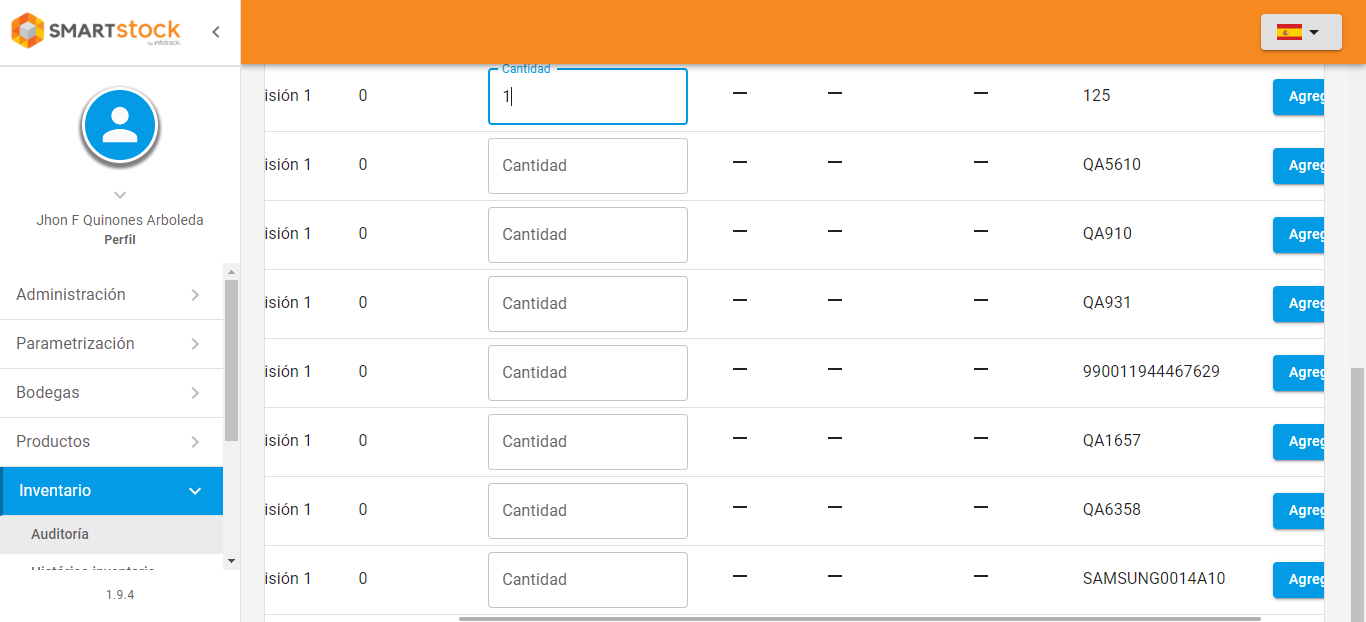 SMARTSTOCK
by infotrack
Jhon F Quinones Arboleda
Perfil
Administración
Parametrización
Bodegas
Productos
Inventario
Auditoría
Histórico inventario
1.9.4
Cantidad
isión 1 0 1 — — — 125 Agreg
isión 1 0 Cantidad — — — QA5610 Agreg
isión 1 0 Cantidad — — — QA910 Agreg
isión 1 0 Cantidad — — — QA931 Agreg
isión 1 0 Cantidad — — — 990011944467629 Agreg
isión 1 0 Cantidad — — — QA1657 Agreg
isión 1 0 Cantidad — — — QA6358 Agreg
isión 1 0 Cantidad — — — SAMSUNG0014A10 Agreg